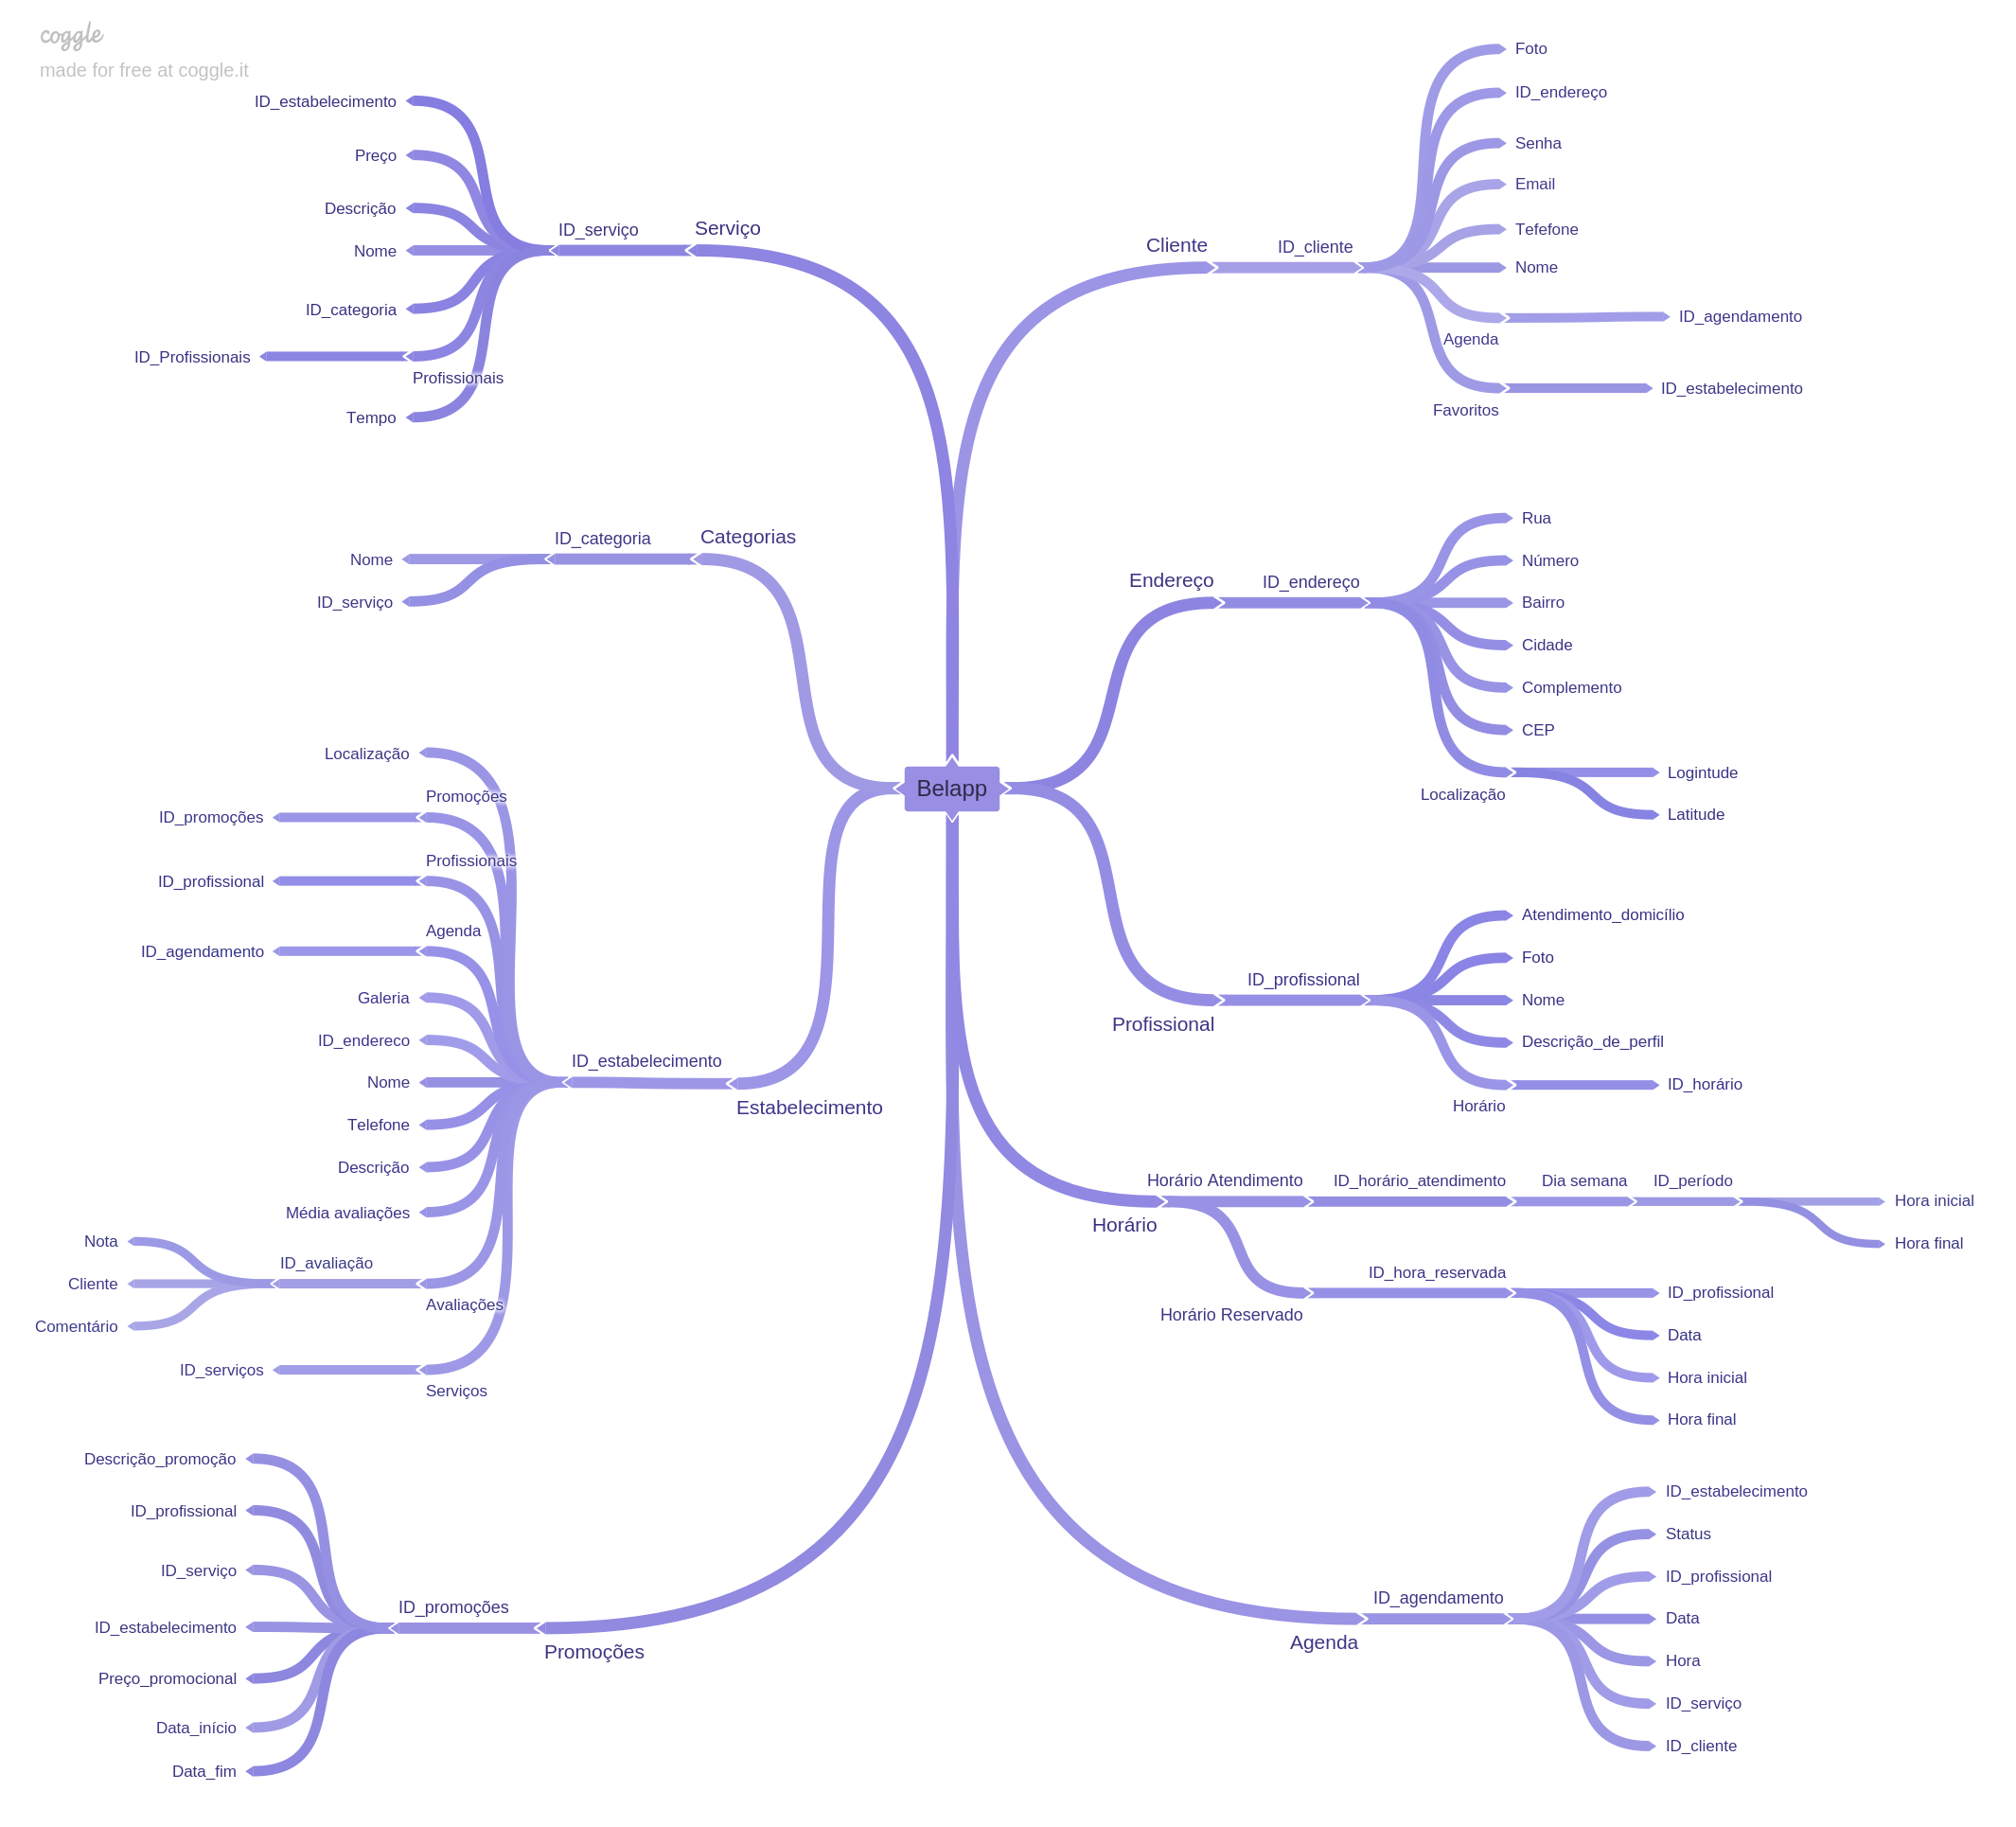 coggle
made for free at coggle.it
Belapp
Serviço
ID_serviço
ID_estabelecimento
Preço
Descrição
Nome
ID_categoria
Profissionais
ID_Profissionais
Tempo
Categorias
ID_categoria
Nome
ID_serviço
Estabelecimento
ID_estabelecimento
Localização
Promoções
ID_promoções
Profissionais
ID_profissional
Agenda
ID_agendamento
Galeria
ID_endereco
Nome
Telefone
Descrição
Média avaliações
Avaliações
ID_avaliação
Nota
Cliente
Comentário
Serviços
ID_serviços
Promoções
ID_promoções
Descrição_promoção
ID_profissional
ID_serviço
ID_estabelecimento
Preço_promocional
Data_início
Data_fim
Cliente
ID_cliente
Foto
ID_endereço
Senha
Email
Tefefone
Nome
Agenda
ID_agendamento
Favoritos
ID_estabelecimento
Endereço
ID_endereço
Rua
Número
Bairro
Cidade
Complemento
CEP
Localização
Logintude
Latitude
Profissional
ID_profissional
Atendimento_domicílio
Foto
Nome
Descrição_de_perfil
Horário
ID_horário
Horário
Horário Atendimento
ID_horário_atendimento
Dia semana
ID_período
Hora inicial
Hora final
Horário Reservado
ID_hora_reservada
ID_profissional
Data
Hora inicial
Hora final
Agenda
ID_agendamento
ID_estabelecimento
Status
ID_profissional
Data
Hora
ID_serviço
ID_cliente